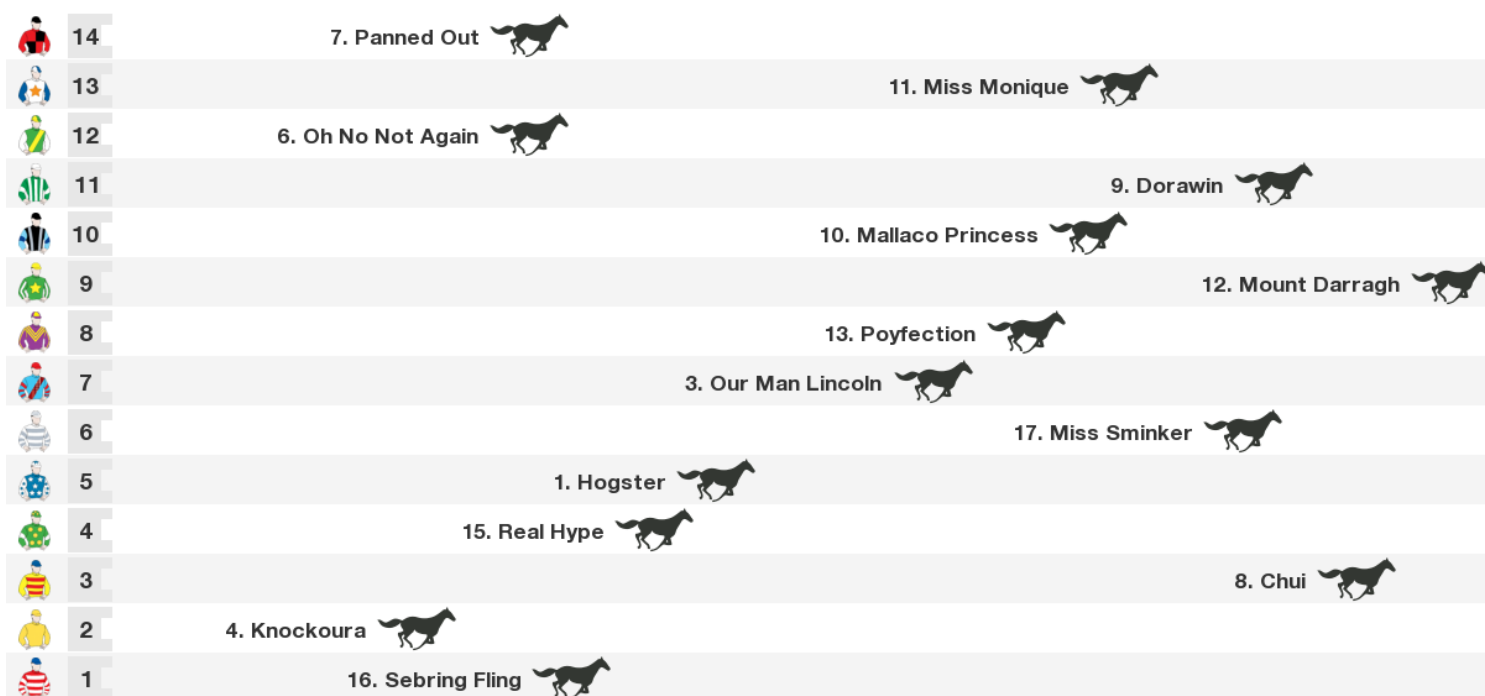 14 7. Panned Out
13 11. Miss Monique
12 6. Oh No Not Again
11 9. Dorawin
10 10. Mallaco Princess
9 12. Mount Darragh
8 13. Poyfection
7 3. Our Man Lincoln
6 17. Miss Sminker
5 1. Hogster
4 15. Real Hype
3 8. Chui
2 4. Knockoura
1 16. Sebring Fling